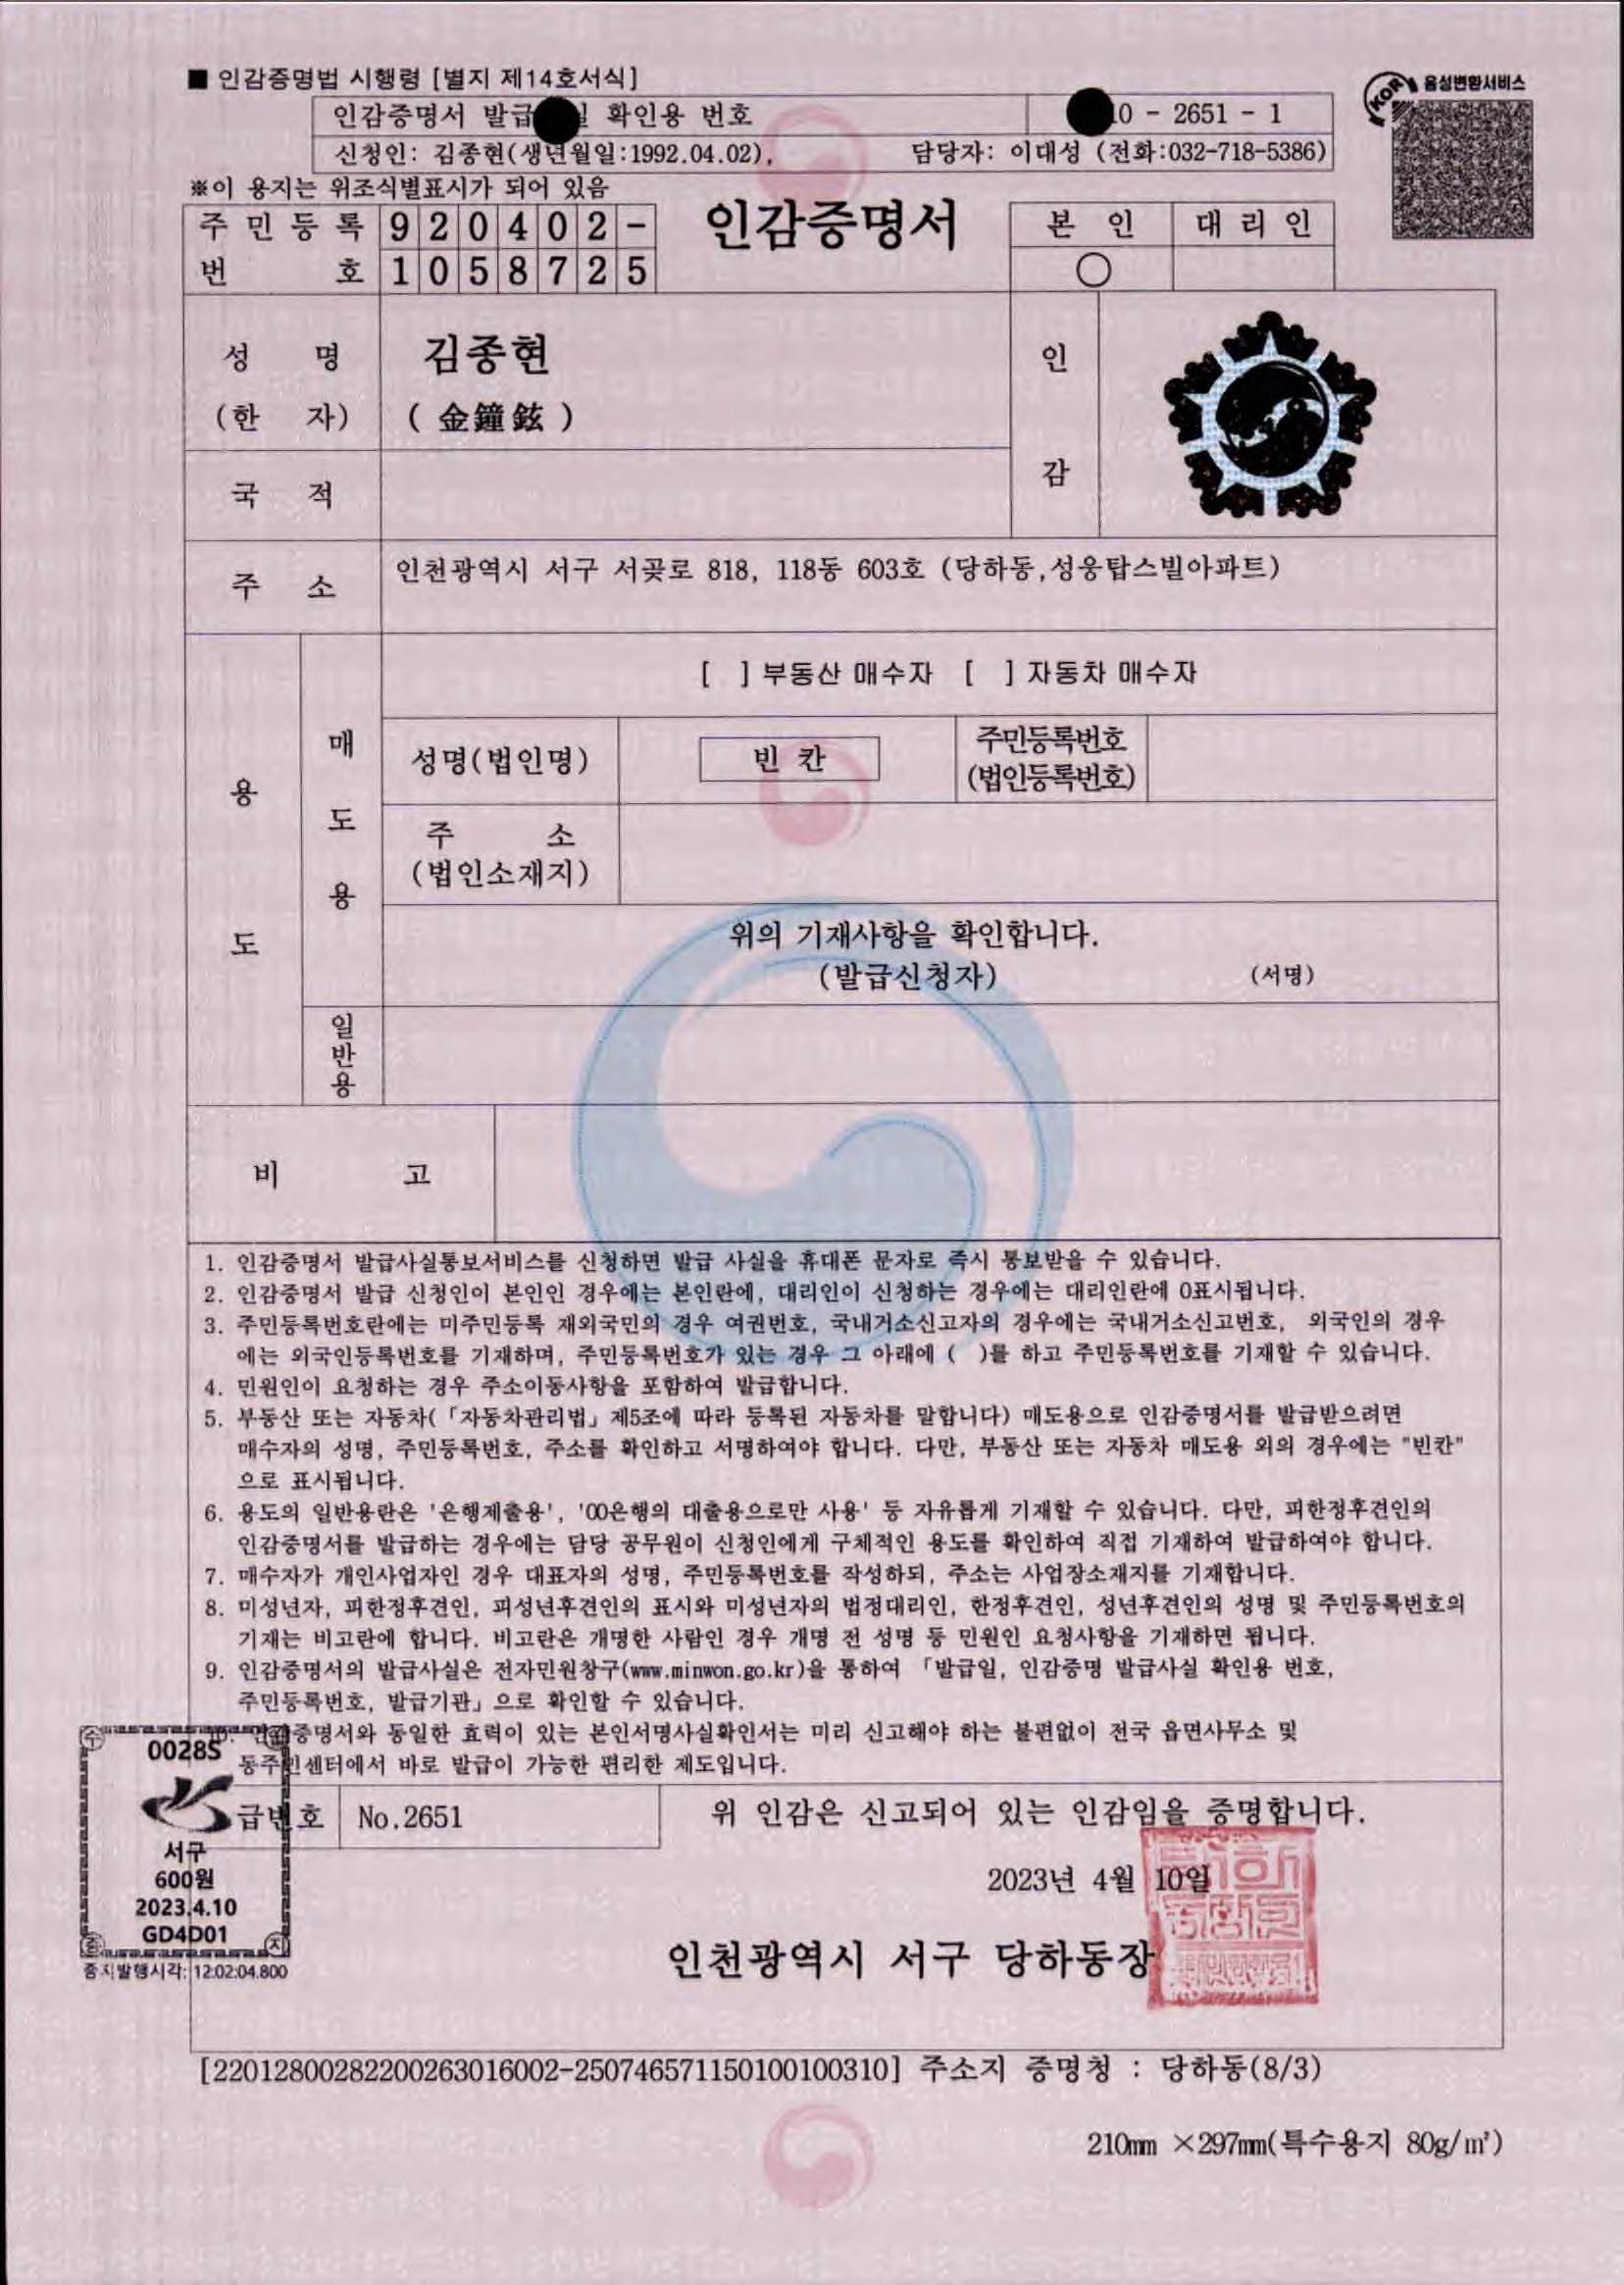 ■ 인감증명법 시행령 [별지 제14호서식]
음성변환서비스
KOR
인감증명서 발급 확인용 번호 0 - 2651 - 1
신청인: 김종현(생년월일:1992.04.02), 담당자: 이대성 (전화:032-718-5386)
※이 용지는 위조식별표시가 되어 있음
주민등록번호 920402-1058725
인감증명서
본 인 대리인
○
성 명 김종현
(한 자) (金鐘鉉)
인 감
국 적
주 소 인천광역시 서구 서곶로 818, 118동 603호 (당하동,성웅탑스빌아파트)
용 도
매도용
[ ] 부동산 매수자 [ ] 자동차 매수자
성명(법인명) 빈 칸 주민등록번호
(법인등록번호)
주 소
(법인소재지)
위의 기재사항을 확인합니다.
(발급신청자) (서명)
일반용
비 고
1. 인감증명서 발급사실통보서비스를 신청하면 발급 사실을 휴대폰 문자로 즉시 통보받을 수 있습니다.
2. 인감증명서 발급 신청인이 본인인 경우에는 본인란에, 대리인이 신청하는 경우에는 대리인란에 0표시됩니다.
3. 주민등록번호란에는 미주민등록 재외국민의 경우 여권번호, 국내거소신고자의 경우에는 국내거소신고번호, 외국인의 경우
에는 외국인등록번호를 기재하며, 주민등록번호가 있는 경우 그 아래에 ( )를 하고 주민등록번호를 기재할 수 있습니다.
4. 민원인이 요청하는 경우 주소이동사항을 포함하여 발급합니다.
5. 부동산 또는 자동차(「자동차관리법」 제5조에 따라 등록된 자동차를 말합니다) 매도용으로 인감증명서를 발급받으려면
매수자의 성명, 주민등록번호, 주소를 확인하고 서명하여야 합니다. 다만, 부동산 또는 자동차 매도용 외의 경우에는 "빈칸"
으로 표시됩니다.
6. 용도의 일반용란은 '은행제출용', '00은행의 대출용으로만 사용' 등 자유롭게 기재할 수 있습니다. 다만, 피한정후견인의
인감증명서를 발급하는 경우에는 담당 공무원이 신청인에게 구체적인 용도를 확인하여 직접 기재하여 발급하여야 합니다.
7. 매수자가 개인사업자인 경우 대표자의 성명, 주민등록번호를 작성하되, 주소는 사업장소재지를 기재합니다.
8. 미성년자, 피한정후견인, 피성년후견인의 표시와 미성년자의 법정대리인, 한정후견인, 성년후견인의 성명 및 주민등록번호의
기재는 비고란에 합니다. 비고란은 개명한 사람인 경우 개명 전 성명 등 민원인 요청사항을 기재하면 됩니다.
9. 인감증명서의 발급사실은 전자민원창구(www.minwon.go.kr)을 통하여 「발급일, 인감증명 발급사실 확인용 번호,
주민등록번호, 발급기관」으로 확인할 수 있습니다.
인감증명서와 동일한 효력이 있는 본인서명사실확인서는 미리 신고해야 하는 불편없이 전국 읍면사무소 및
동주민센터에서 바로 발급이 가능한 편리한 제도입니다.
급번호 No.2651
위 인감은 신고되어 있는 인감임을 증명합니다.
2023년 4월 10일
인천광역시 서구 당하동장
수
0028S
서구
600원
2023.4.10
GD4D01
증 지
증지발행시각: 12:02:04.800
[22012800282200263016002-250746571150100100310] 주소지 증명청 : 당하동(8/3)
210mm ×297mm(특수용지 80g/㎡)